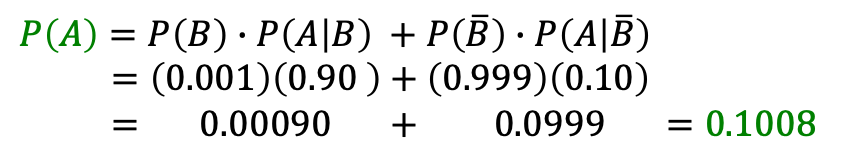 P(A) = P(B) · P(A|B) + P(B̄) · P(A|B̄)
= (0.001)(0.90 ) + (0.999)(0.10)
= 0.00090 + 0.0999 = 0.1008